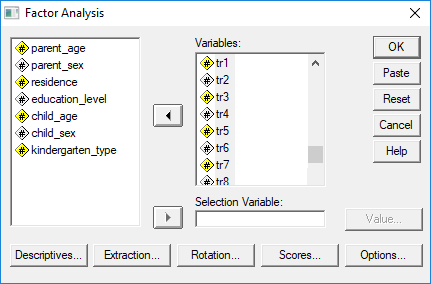 Factor Analysis
parent_age
parent_sex
residence
education_level
child_age
child_sex
kindergarten_type
Variables:
tr1
tr2
tr3
tr4
tr5
tr6
tr7
tr8
Selection Variable:
OK
Paste
Reset
Cancel
Help
Value...
Descriptives...
Extraction...
Rotation...
Scores...
Options...